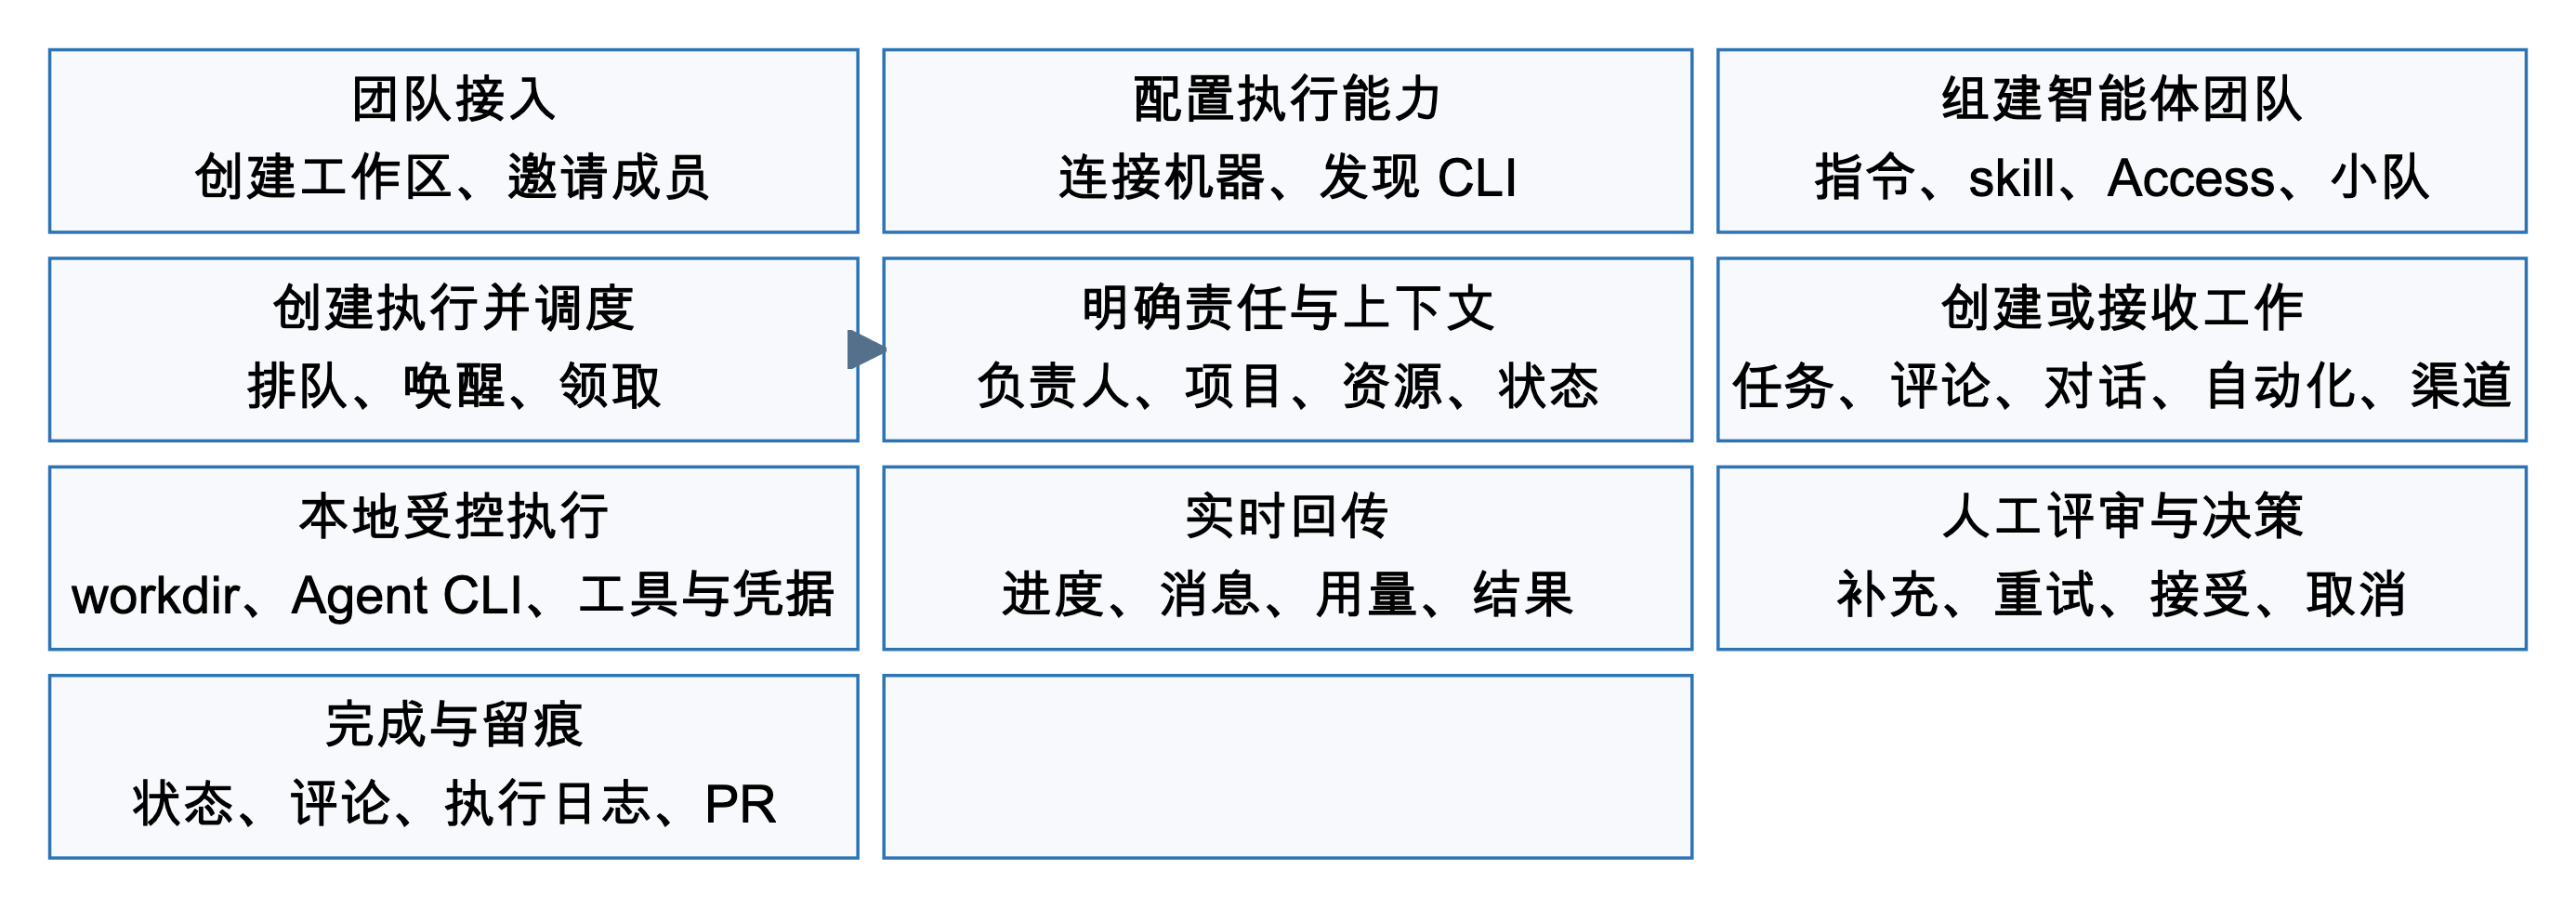 团队接入
创建工作区、邀请成员
配置执行能力
连接机器、发现 CLI
组建智能体团队
指令、skill、Access、小队
创建执行并调度
排队、唤醒、领取
明确责任与上下文
负责人、项目、资源、状态
创建或接收工作
任务、评论、对话、自动化、渠道
本地受控执行
workdir、Agent CLI、工具与凭据
实时回传
进度、消息、用量、结果
人工评审与决策
补充、重试、接受、取消
完成与留痕
状态、评论、执行日志、PR